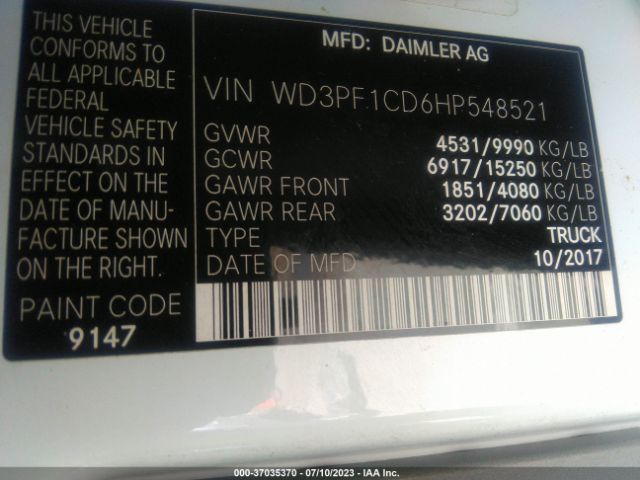 THIS VEHICLE
CONFORMS TO
ALL APPLICABLE
FEDERAL
VEHICLE SAFETY
STANDARDS IN
EFFECT ON THE
DATE OF MANU-
FACTURE SHOWN
ON THE RIGHT.
PAINT CODE
9147
MFD: DAIMLER AG
VIN WD3PF1CD6HP548521
GVWR 4531/9990 KG/LB
GCWR 6917/15250 KG/LB
GAWR FRONT 1851/4080 KG/LB
GAWR REAR 3202/7060 KG/LB
TYPE TRUCK
DATE OF MFD 10/2017
000-37035370 - 07/10/2023 - IAA Inc.